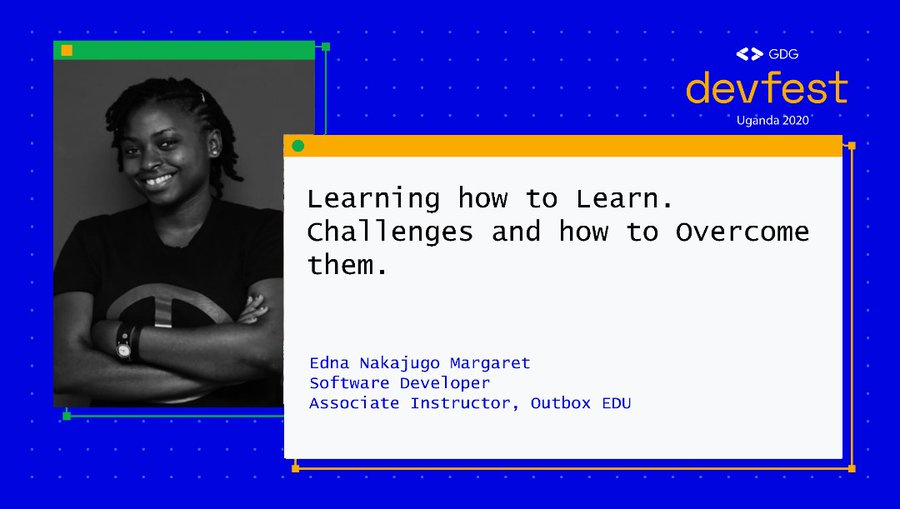 GDG
devfest
Uganda 2020
Learning how to Learn.
Challenges and how to Overcome
them.
Edna Nakajugo Margaret
Software Developer
Associate Instructor, Outbox EDU